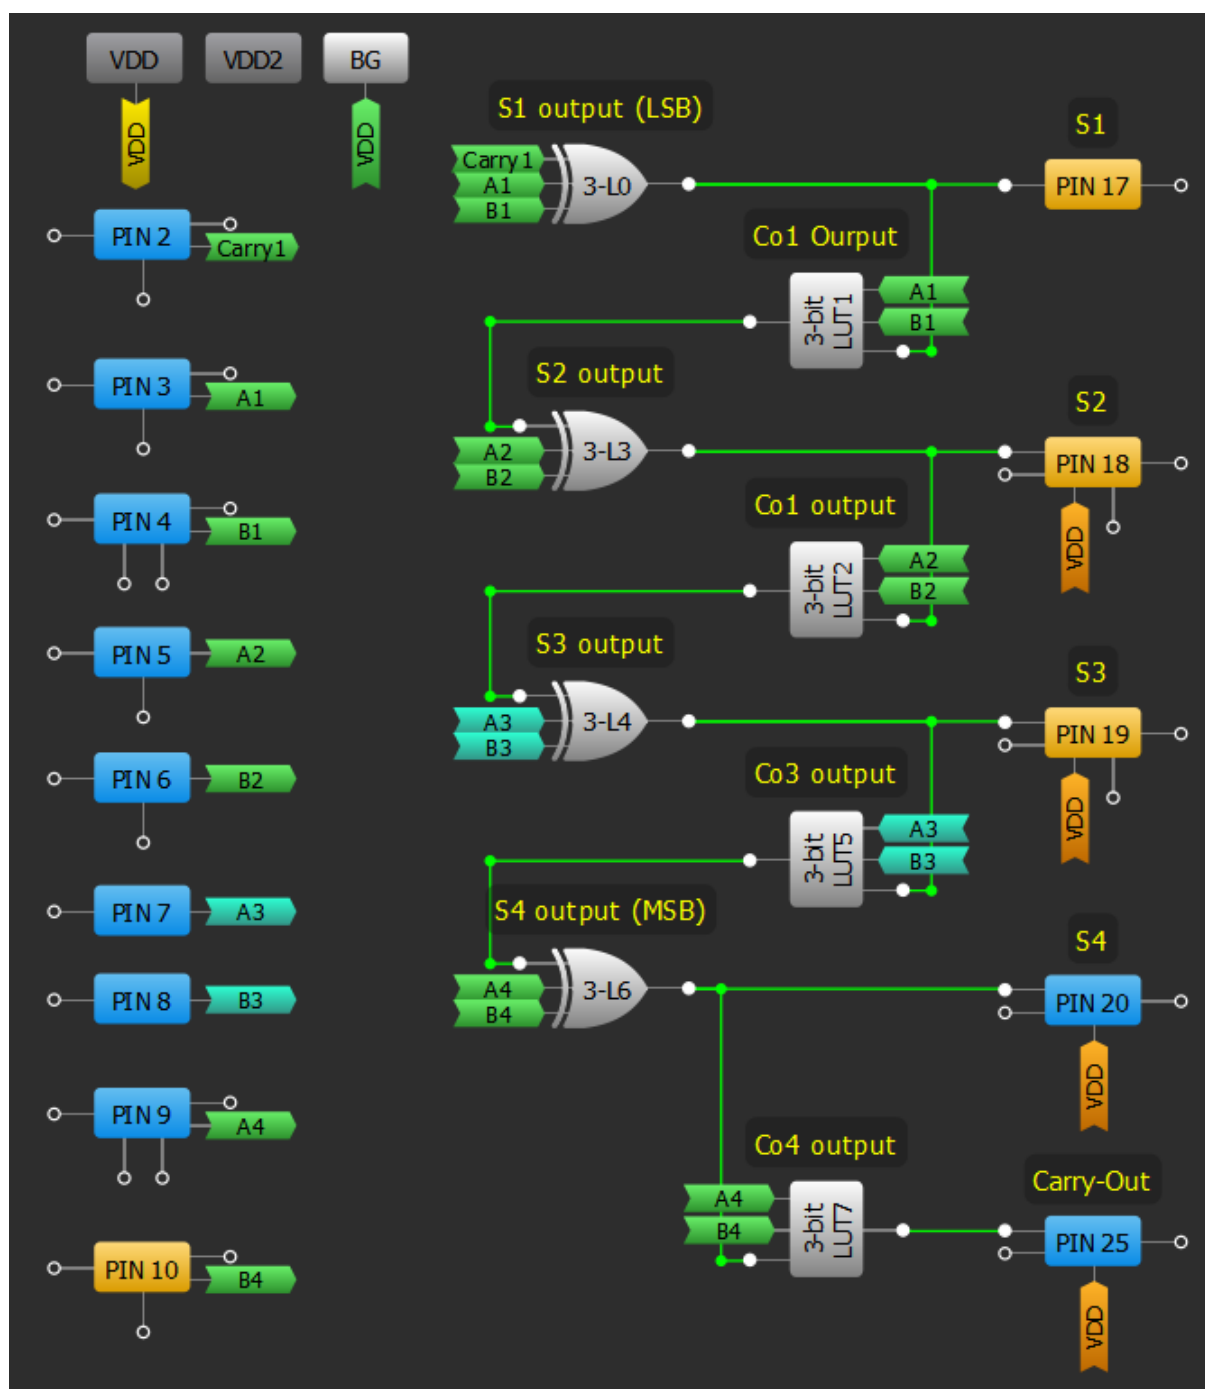 VDD
VDD2
BG
VDD
VDD
S1 output (LSB)
S1
Carry1
A1
B1
3-L0
PIN 17
PIN 2
Carry1
Co1 Ourput
3-bit
LUT1
A1
B1
PIN 3
A1
S2 output
S2
A2
B2
3-L3
PIN 18
VDD
PIN 4
B1
Co1 output
3-bit
LUT2
A2
B2
PIN 5
A2
S3 output
S3
A3
B3
3-L4
PIN 19
VDD
PIN 6
B2
Co3 output
3-bit
LUT5
A3
B3
PIN 7
A3
S4 output (MSB)
S4
PIN 8
B3
A4
B4
3-L6
PIN 20
VDD
PIN 9
A4
Co4 output
Carry-Out
A4
B4
3-bit
LUT7
PIN 25
VDD
PIN 10
B4